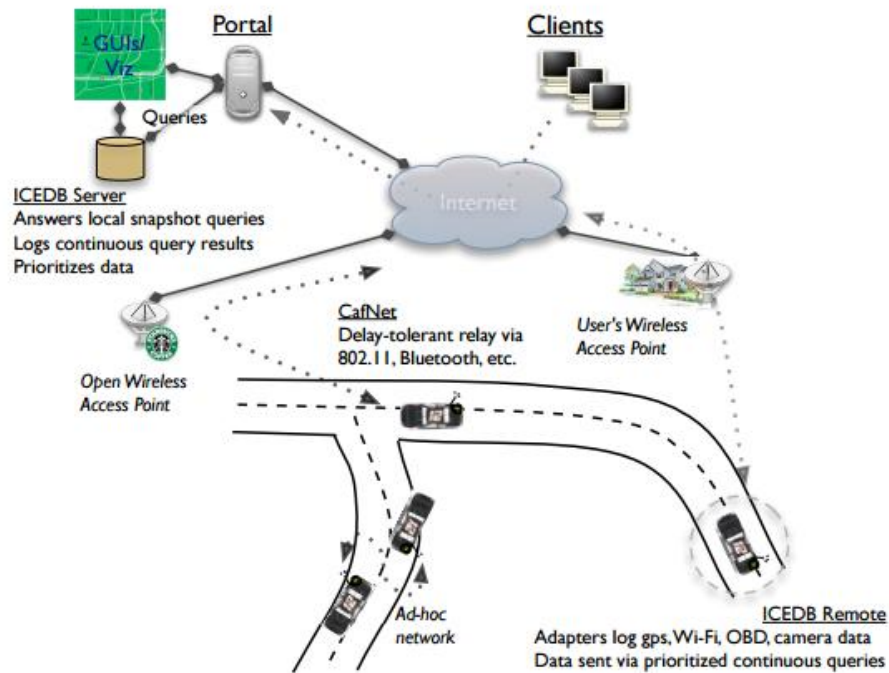 Portal
Clients
GUIs/
Viz
Queries
ICEDB Server
Answers local snapshot queries
Logs continuous query results
Prioritizes data
Internet
CafNet
Delay-tolerant relay via
802.11, Bluetooth, etc.
User's Wireless
Access Point
Open Wireless
Access Point
Ad-hoc
network
ICEDB Remote
Adapters log gps, Wi-Fi, OBD, camera data
Data sent via prioritized continuous queries